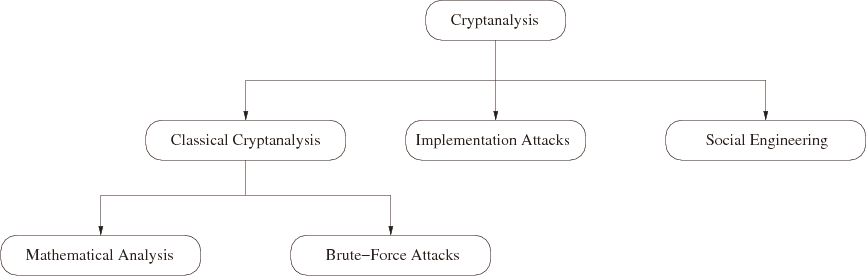 Cryptanalysis
Classical Cryptanalysis
Implementation Attacks
Social Engineering
Mathematical Analysis
Brute−Force Attacks